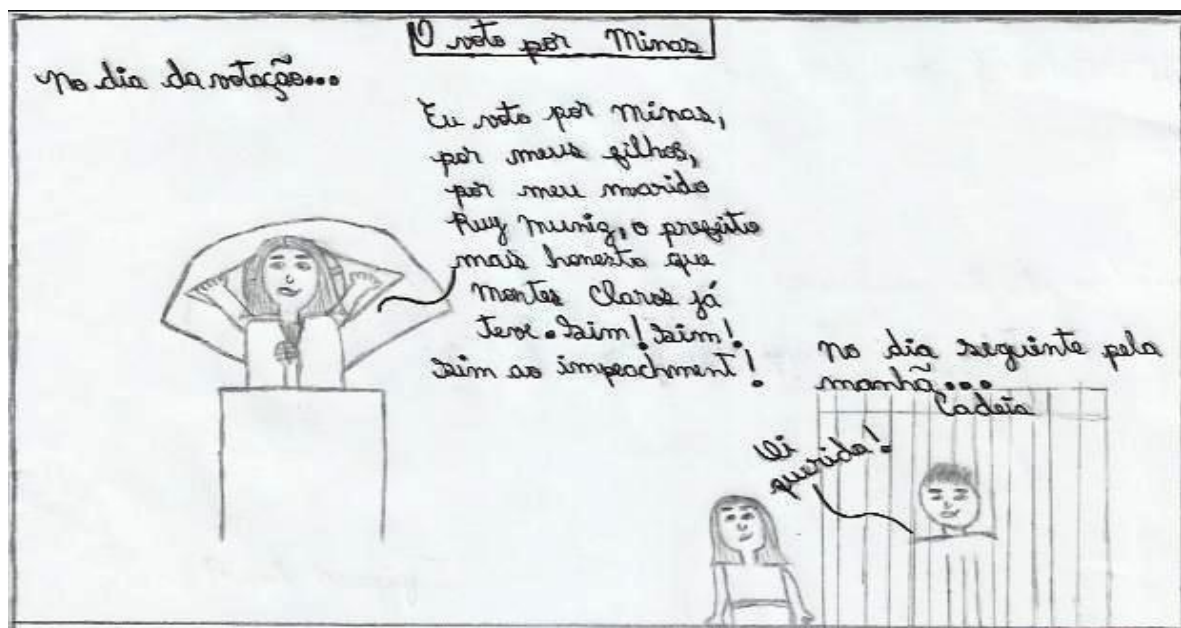 O voto por Minas
No dia da votação...
Eu voto por Minas,
por meus filhos,
por meu marido
Ruy Muniz, o prefeito
mais honesto que
Montes Claros já
teve. Sim! Sim!
Sim ao impeachment!
No dia seguinte pela
manhã...
Cadeia
Oi
querida!